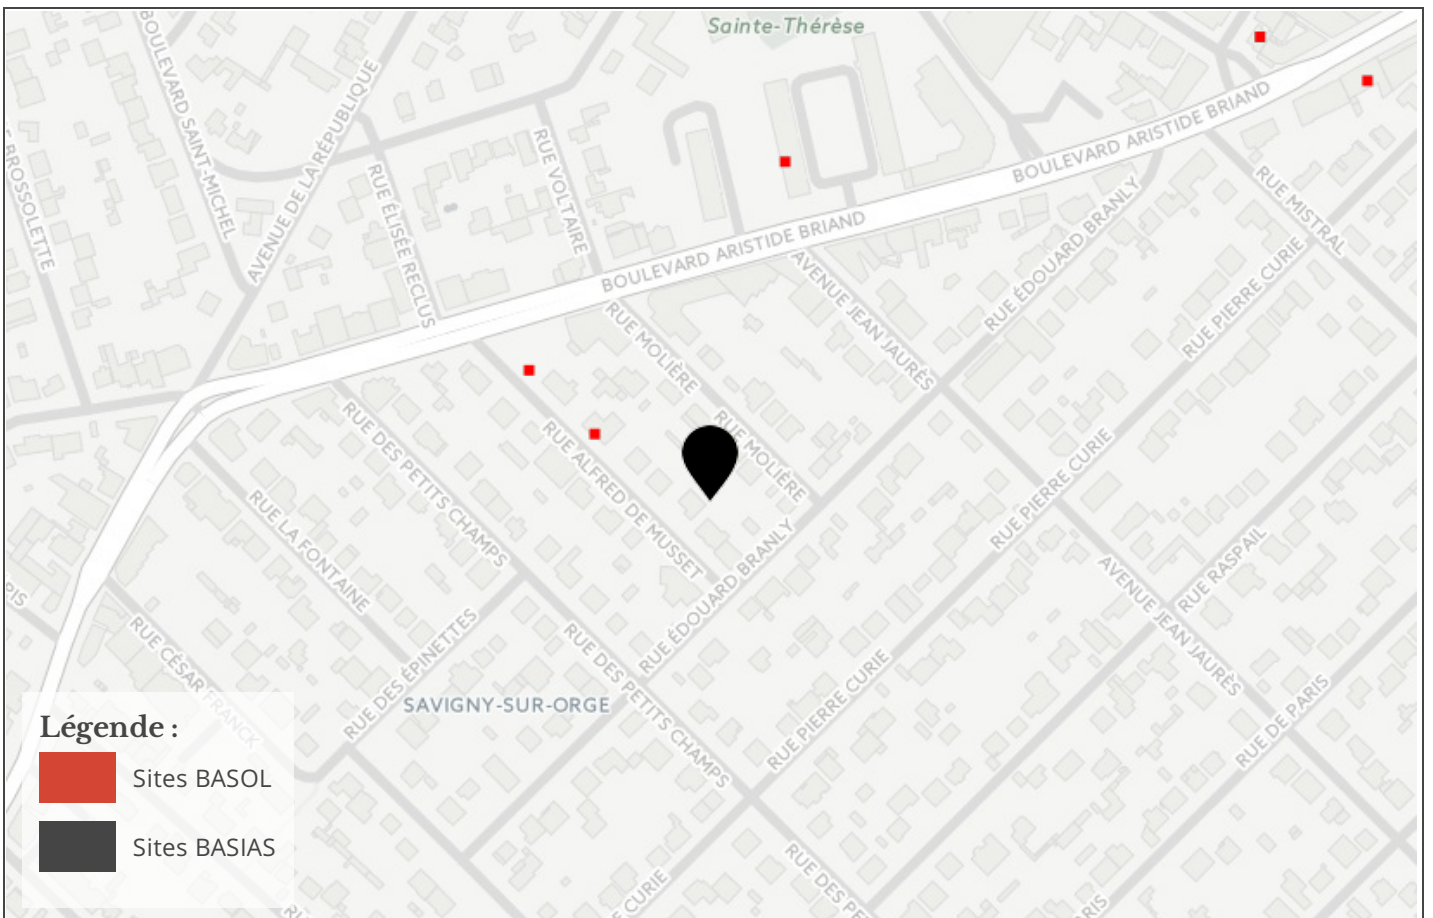 Sainte-Thérèse
BOULEVARD SAINT-MICHEL
AVENUE DE LA RÉPUBLIQUE
BROSSOLETTE
RUE ÉLISÉE RECLUS
RUE VOLTAIRE
BOULEVARD ARISTIDE BRIAND
BOULEVARD ARISTIDE BRIAND
RUE MISTRAL
RUE ÉDOUARD BRANLY
RUE PIERRE CURIE
AVENUE JEAN JAURÈS
RUE MOLIÈRE
RUE MOLIÈRE
RUE DES PETITS CHAMPS
RUE ALFRED DE MUSSET
RUE LA FONTAINE
RUE PIERRE CURIE
RUE ÉDOUARD BRANLY
RUE RASPAIL
AVENUE JEAN JAURÈS
RUE CÉSAR FRANCK
RUE DES ÉPINETTES
RUE DES PETITS CHAMPS
RUE PIERRE CURIE
RUE DE PARIS
SAVIGNY-SUR-ORGE
Légende :
Sites BASOL
Sites BASIAS
CURIE
RUE DES PE